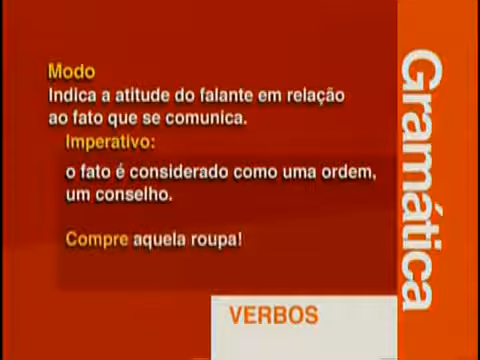 Modo
Indica a atitude do falante em relação
ao fato que se comunica.
Imperativo:
o fato é considerado como uma ordem,
um conselho.
Compre aquela roupa!
VERBOS
Gramática